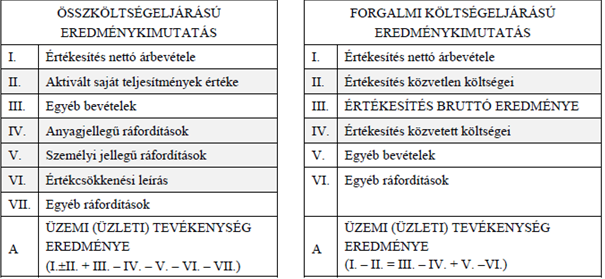 ÖSSZKÖLTSÉGELJÁRÁSÚ
EREDMÉNYKIMUTATÁS
I. Értékesítés nettó árbevétele
II. Aktivált saját teljesítmények értéke
III. Egyéb bevételek
IV. Anyagjellegű ráfordítások
V. Személyi jellegű ráfordítások
VI. Értékcsökkenési leírás
VII. Egyéb ráfordítások
ÜZEMI (ÜZLETI) TEVÉKENYSÉG
A EREDMÉNYE
(I.±II. + III. – IV. – V. – VI. – VII.)
FORGALMI KÖLTSÉGELJÁRÁSÚ
EREDMÉNYKIMUTATÁS
I. Értékesítés nettó árbevétele
II. Értékesítés közvetlen költségei
III. ÉRTÉKESÍTÉS BRUTTÓ EREDMÉNYE
IV. Értékesítés közvetett költségei
V. Egyéb bevételek
VI. Egyéb ráfordítások
ÜZEMI (ÜZLETI) TEVÉKENYSÉG
A EREDMÉNYE
(I. – II. = III. – IV. + V. –VI.)